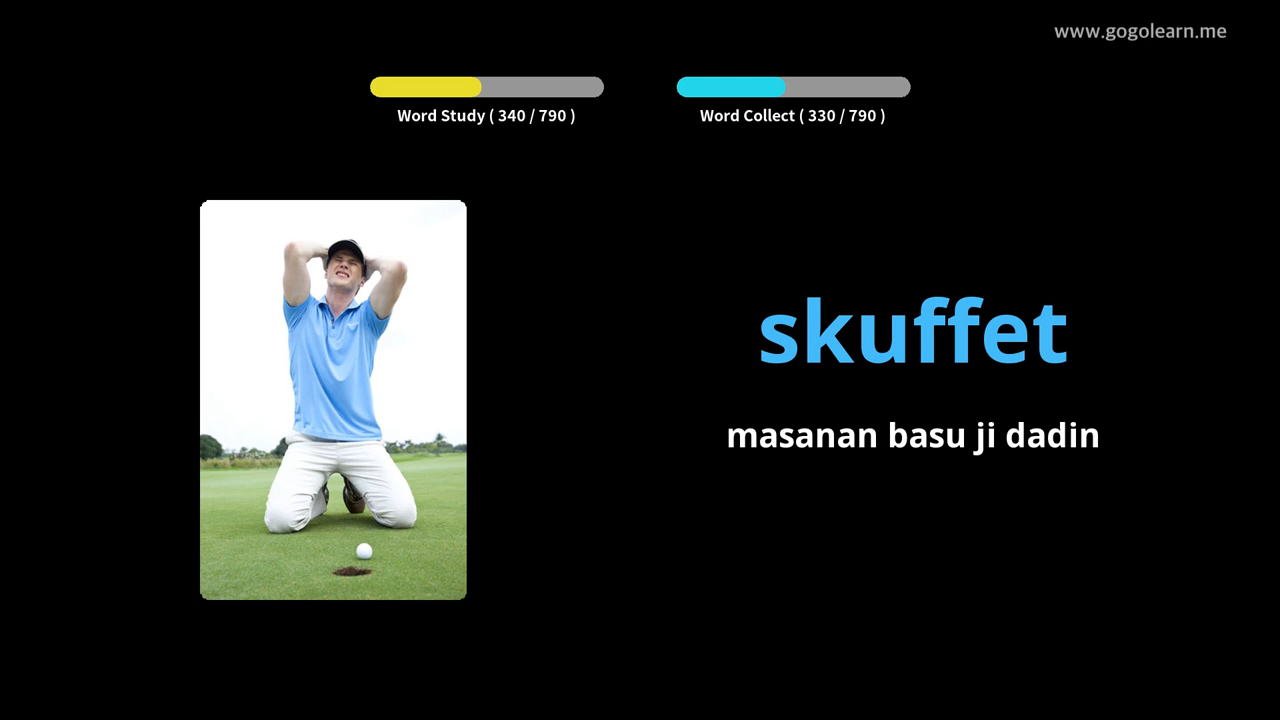 www.gogolearn.me
Word Study ( 340 / 790 )
Word Collect ( 330 / 790 )
skuffet
masanan basu ji dadin